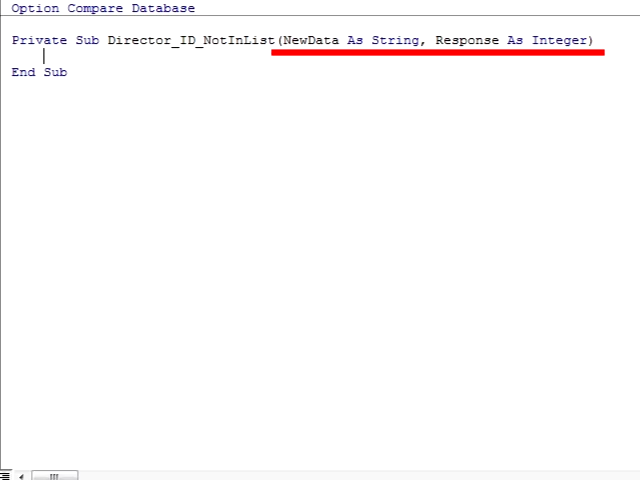 Option Compare Database
Private Sub Director_ID_NotInList(NewData As String, Response As Integer)
End Sub